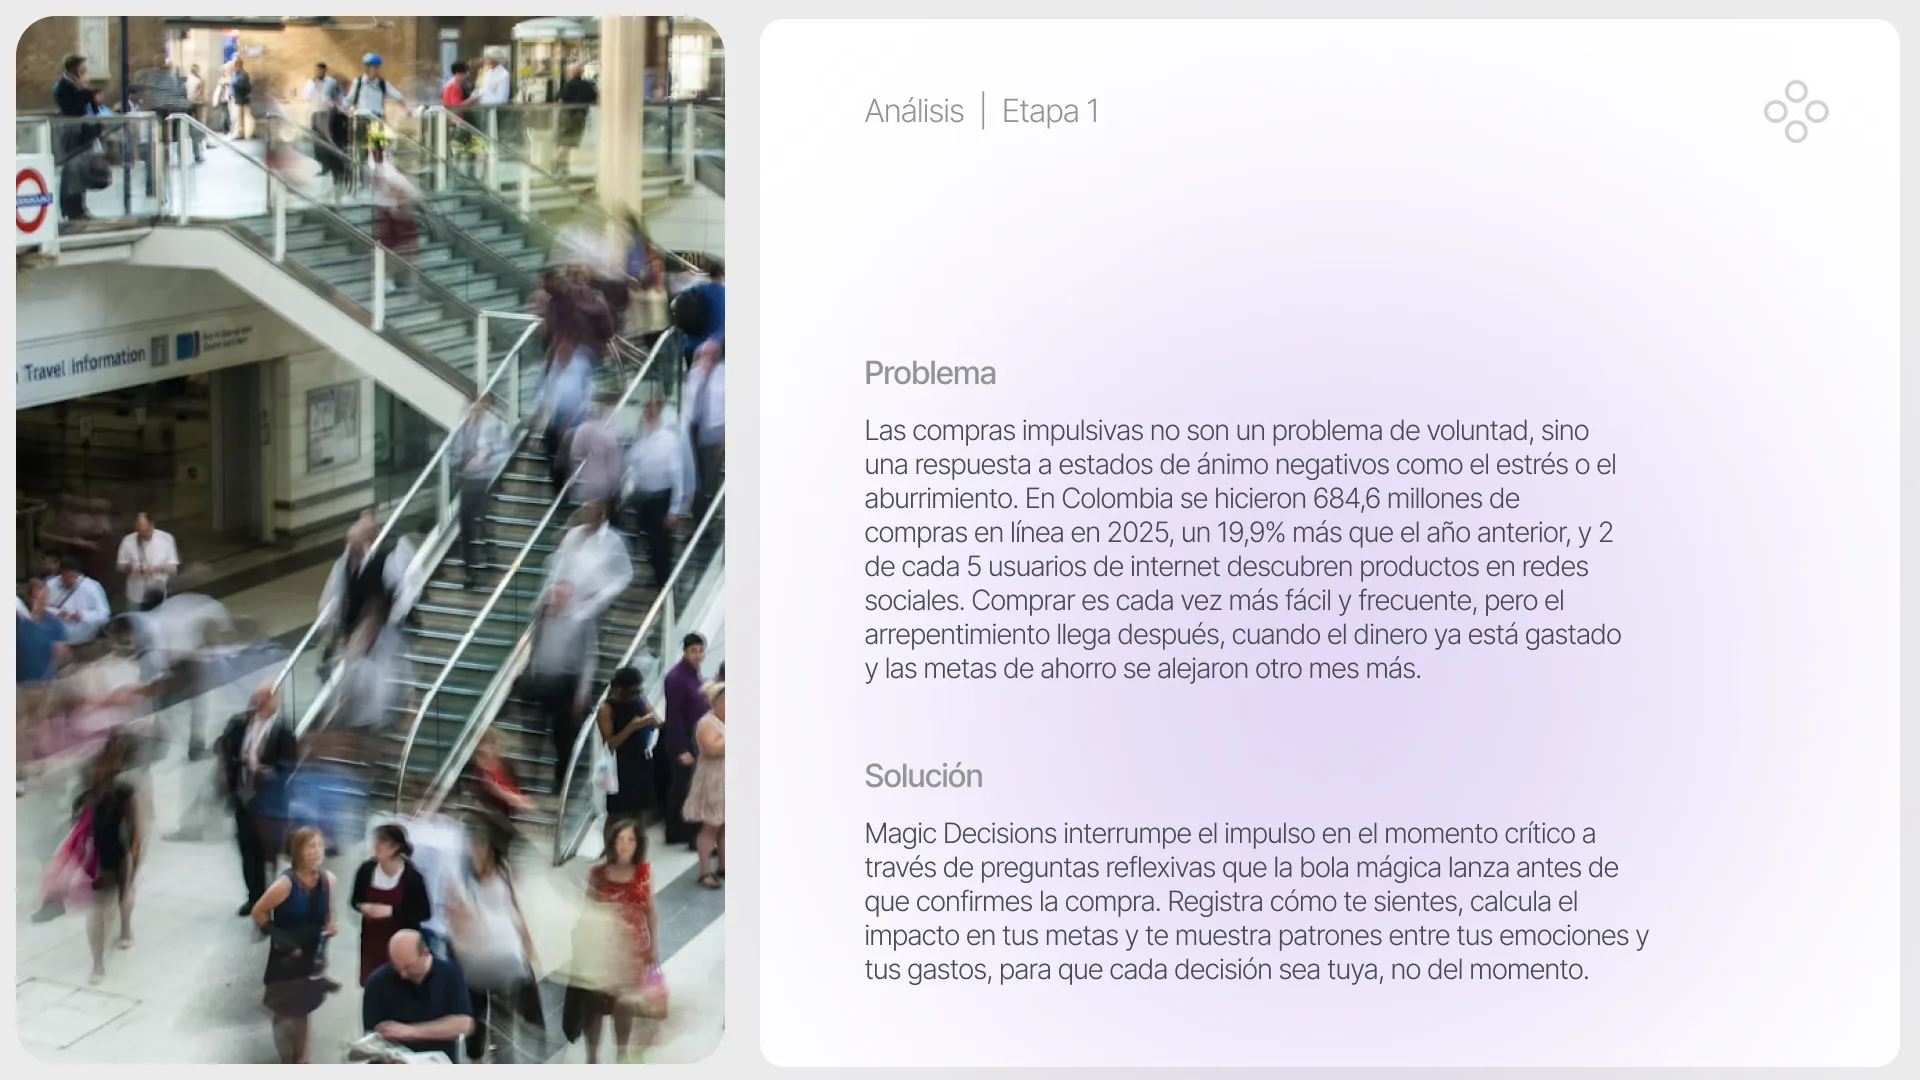 Travel Information
Análisis | Etapa 1
Problema
Las compras impulsivas no son un problema de voluntad, sino
una respuesta a estados de ánimo negativos como el estrés o el
aburrimiento. En Colombia se hicieron 684,6 millones de
compras en línea en 2025, un 19,9% más que el año anterior, y 2
de cada 5 usuarios de internet descubren productos en redes
sociales. Comprar es cada vez más fácil y frecuente, pero el
arrepentimiento llega después, cuando el dinero ya está gastado
y las metas de ahorro se alejaron otro mes más.
Solución
Magic Decisions interrumpe el impulso en el momento crítico a
través de preguntas reflexivas que la bola mágica lanza antes de
que confirmes la compra. Registra cómo te sientes, calcula el
impacto en tus metas y te muestra patrones entre tus emociones y
tus gastos, para que cada decisión sea tuya, no del momento.